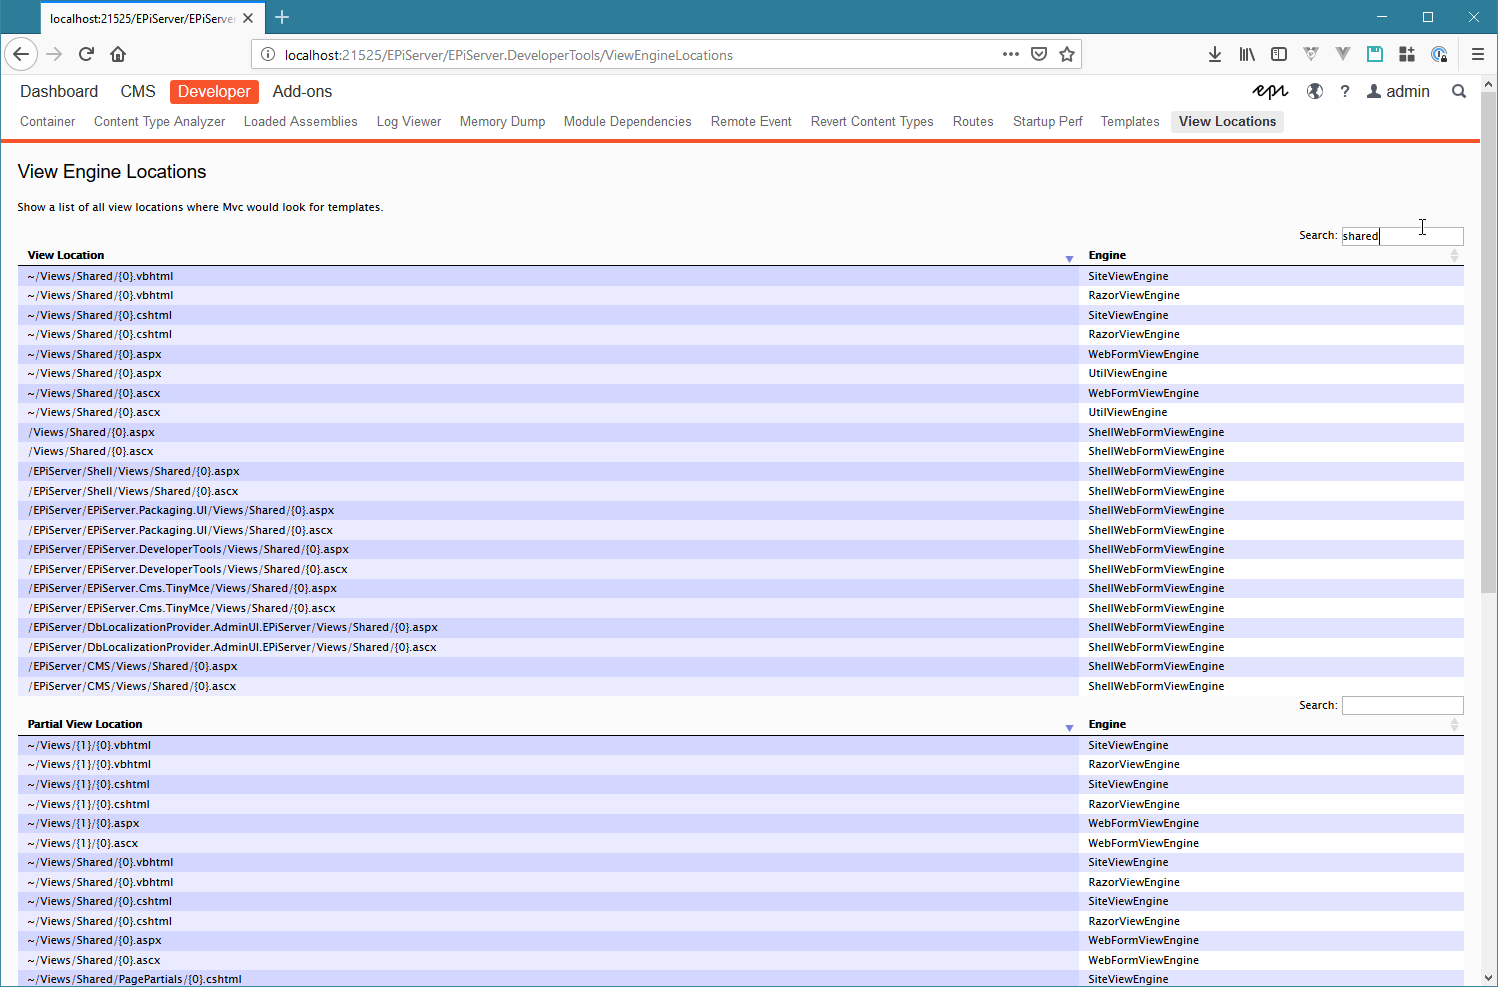 localhost:21525/EPiServer/EPiServe
localhost:21525/EPiServer/EPiServer.DeveloperTools/ViewEngineLocations
Dashboard CMS Developer Add-ons epi ? admin
Container Content Type Analyzer Loaded Assemblies Log Viewer Memory Dump Module Dependencies Remote Event Revert Content Types Routes Startup Perf Templates View Locations
View Engine Locations
Show a list of all view locations where Mvc would look for templates.
Search: shared
View Location Engine
~/Views/Shared/{0}.vbhtml SiteViewEngine
~/Views/Shared/{0}.vbhtml RazorViewEngine
~/Views/Shared/{0}.cshtml SiteViewEngine
~/Views/Shared/{0}.cshtml RazorViewEngine
~/Views/Shared/{0}.aspx WebFormViewEngine
~/Views/Shared/{0}.aspx UtilViewEngine
~/Views/Shared/{0}.ascx WebFormViewEngine
~/Views/Shared/{0}.ascx UtilViewEngine
/Views/Shared/{0}.aspx ShellWebFormViewEngine
/Views/Shared/{0}.ascx ShellWebFormViewEngine
/EPiServer/Shell/Views/Shared/{0}.aspx ShellWebFormViewEngine
/EPiServer/Shell/Views/Shared/{0}.ascx ShellWebFormViewEngine
/EPiServer/EPiServer.Packaging.UI/Views/Shared/{0}.aspx ShellWebFormViewEngine
/EPiServer/EPiServer.Packaging.UI/Views/Shared/{0}.ascx ShellWebFormViewEngine
/EPiServer/EPiServer.DeveloperTools/Views/Shared/{0}.aspx ShellWebFormViewEngine
/EPiServer/EPiServer.DeveloperTools/Views/Shared/{0}.ascx ShellWebFormViewEngine
/EPiServer/EPiServer.Cms.TinyMce/Views/Shared/{0}.aspx ShellWebFormViewEngine
/EPiServer/EPiServer.Cms.TinyMce/Views/Shared/{0}.ascx ShellWebFormViewEngine
/EPiServer/DbLocalizationProvider.AdminUI.EPiServer/Views/Shared/{0}.aspx ShellWebFormViewEngine
/EPiServer/DbLocalizationProvider.AdminUI.EPiServer/Views/Shared/{0}.ascx ShellWebFormViewEngine
/EPiServer/CMS/Views/Shared/{0}.aspx ShellWebFormViewEngine
/EPiServer/CMS/Views/Shared/{0}.ascx ShellWebFormViewEngine
Search:
Partial View Location Engine
~/Views/{1}/{0}.vbhtml SiteViewEngine
~/Views/{1}/{0}.vbhtml RazorViewEngine
~/Views/{1}/{0}.cshtml SiteViewEngine
~/Views/{1}/{0}.cshtml RazorViewEngine
~/Views/{1}/{0}.aspx WebFormViewEngine
~/Views/{1}/{0}.ascx WebFormViewEngine
~/Views/Shared/{0}.vbhtml SiteViewEngine
~/Views/Shared/{0}.vbhtml RazorViewEngine
~/Views/Shared/{0}.cshtml SiteViewEngine
~/Views/Shared/{0}.cshtml RazorViewEngine
~/Views/Shared/{0}.aspx WebFormViewEngine
~/Views/Shared/{0}.ascx WebFormViewEngine
~/Views/Shared/PagePartials/{0}.cshtml SiteViewEngine